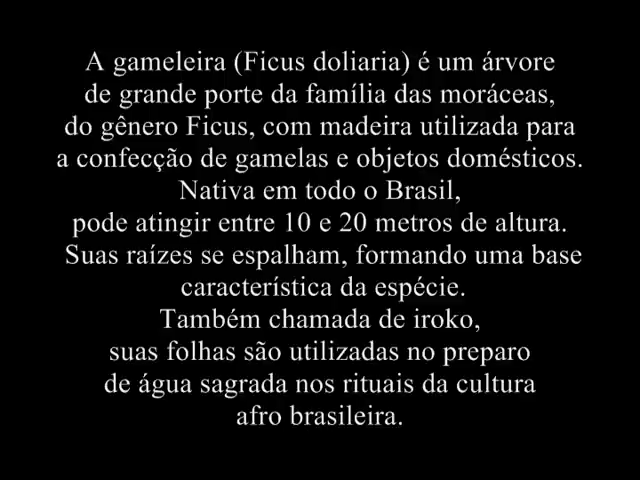 A gameleira (Ficus doliaria) é um árvore
de grande porte da família das moráceas,
do gênero Ficus, com madeira utilizada para
a confecção de gamelas e objetos domésticos.
Nativa em todo o Brasil,
pode atingir entre 10 e 20 metros de altura.
Suas raízes se espalham, formando uma base
característica da espécie.
Também chamada de iroko,
suas folhas são utilizadas no preparo
de água sagrada nos rituais da cultura
afro brasileira.